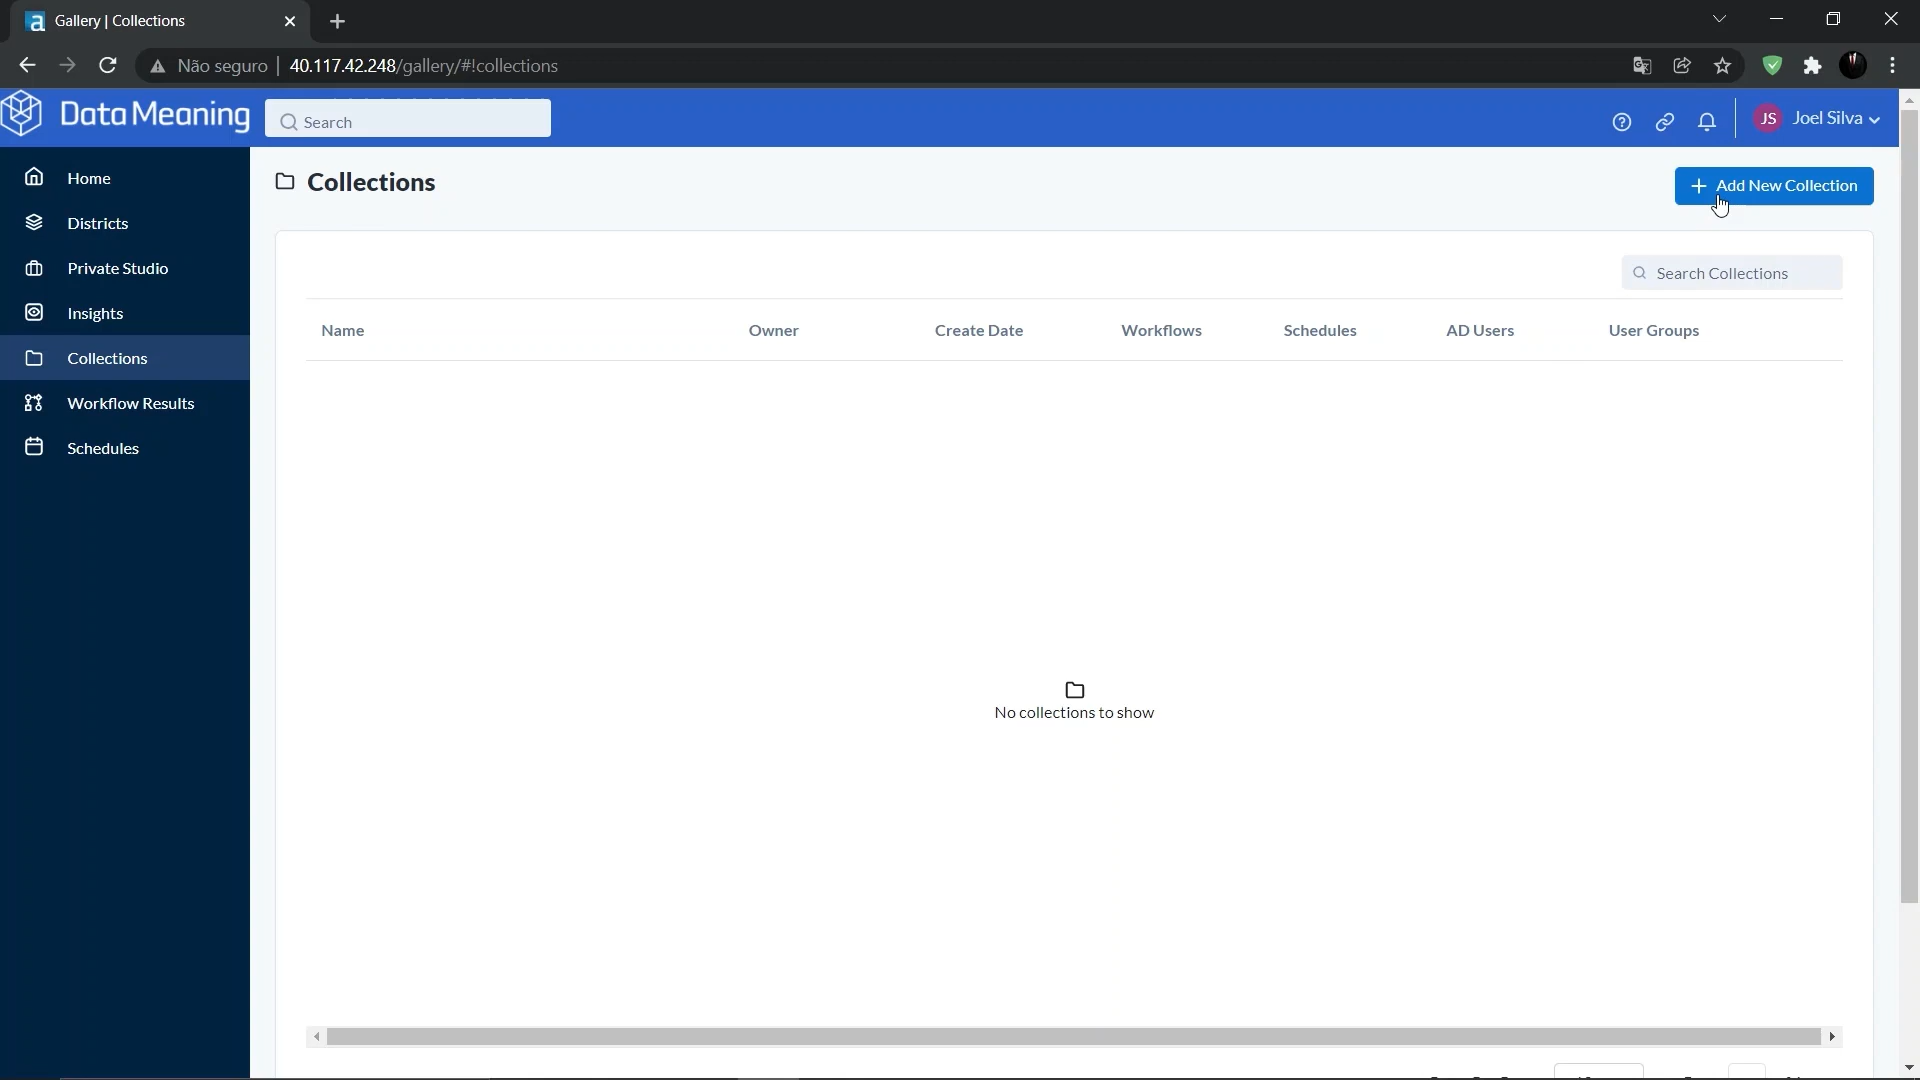 Gallery | Collections
Não seguro | 40.117.42.248/gallery/#!collections
Data Meaning
Search
JS Joel Silva
Home
Districts
Private Studio
Insights
Collections
Workflow Results
Schedules
Collections
+ Add New Collection
Search Collections
Name Owner Create Date Workflows Schedules AD Users User Groups
No collections to show